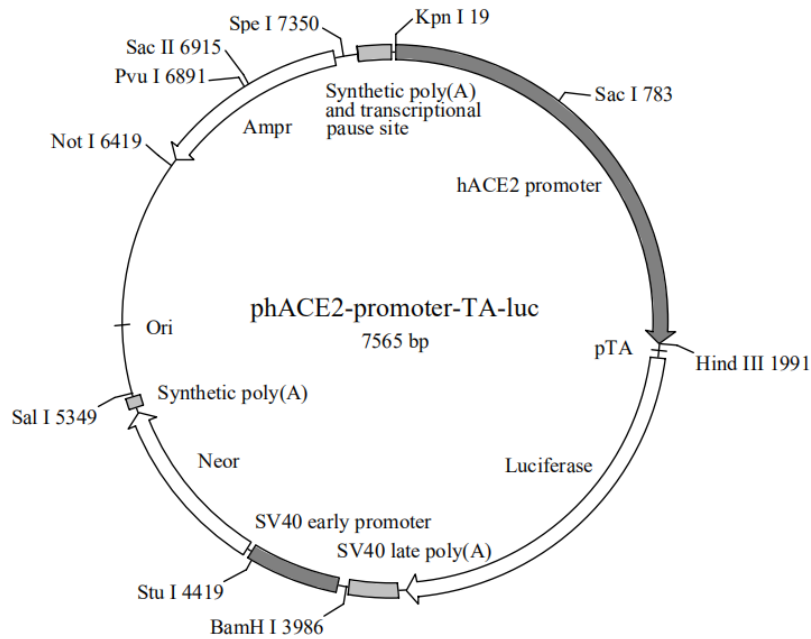 Spe I 7350
Kpn I 19
Sac II 6915
Pvu I 6891
Sac I 783
Synthetic poly(A)
and transcriptional
pause site
Ampr
Not I 6419
hACE2 promoter
phACE2-promoter-TA-luc
7565 bp
Ori
pTA
Hind III 1991
Synthetic poly(A)
Sal I 5349
Neor
Luciferase
SV40 early promoter
SV40 late poly(A)
Stu I 4419
BamH I 3986